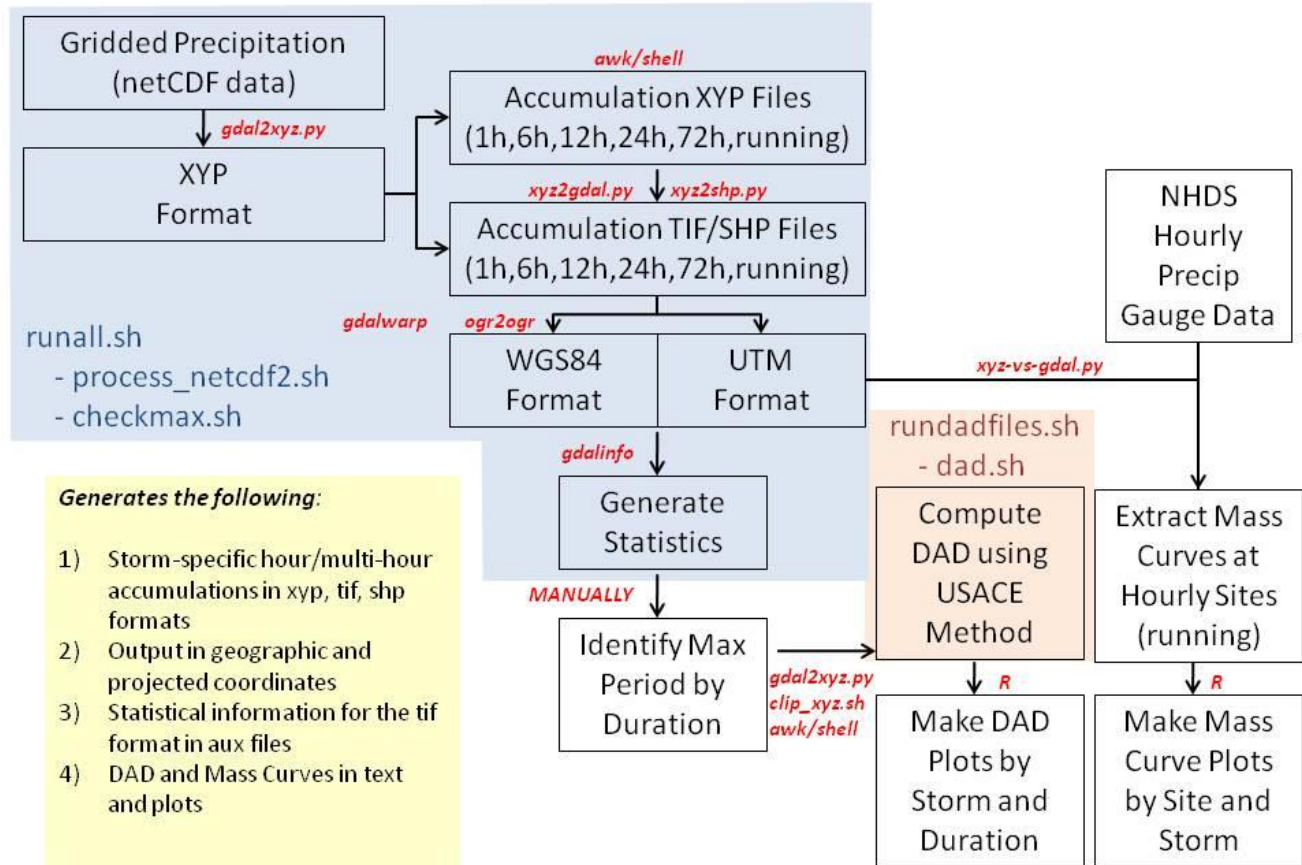 Gridded Precipitation
(netCDF data)
gdal2xyz.py
XYP
Format
awk/shell
Accumulation XYP Files
(1h,6h,12h,24h,72h,running)
xyz2gdal.py
xyz2shp.py
Accumulation TIF/SHP Files
(1h,6h,12h,24h,72h,running)
gdalwarp
ogr2ogr
WGS84
Format
UTM
Format
runall.sh
- process_netcdf2.sh
- checkmax.sh
gdalinfo
Generate
Statistics
MANUALLY
Identify Max
Period by
Duration
gdal2xyz.py
clip_xyz.sh
awk/shell
NHDS
Hourly
Precip
Gauge Data
xyz-vs-gdal.py
rundadfiles.sh
- dad.sh
Compute
DAD using
USACE
Method
R
Make DAD
Plots by
Storm and
Duration
Extract Mass
Curves at
Hourly Sites
(running)
R
Make Mass
Curve Plots
by Site and
Storm
Generates the following:
1) Storm-specific hour/multi-hour
accumulations in xyp, tif, shp
formats
2) Output in geographic and
projected coordinates
3) Statistical information for the tif
format in aux files
4) DAD and Mass Curves in text
and plots